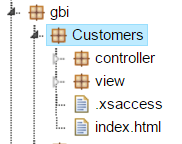 gbi
Customers
controller
view
.xsaccess
index.html